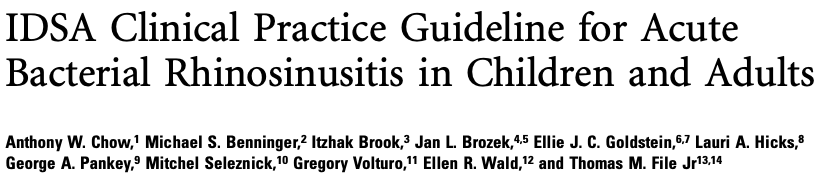 IDSA Clinical Practice Guideline for Acute
Bacterial Rhinosinusitis in Children and Adults
Anthony W. Chow,1 Michael S. Benninger,2 Itzhak Brook,3 Jan L. Brozek,4,5 Ellie J. C. Goldstein,6,7 Lauri A. Hicks,8
George A. Pankey,9 Mitchel Seleznick,10 Gregory Volturo,11 Ellen R. Wald,12 and Thomas M. File Jr13,14